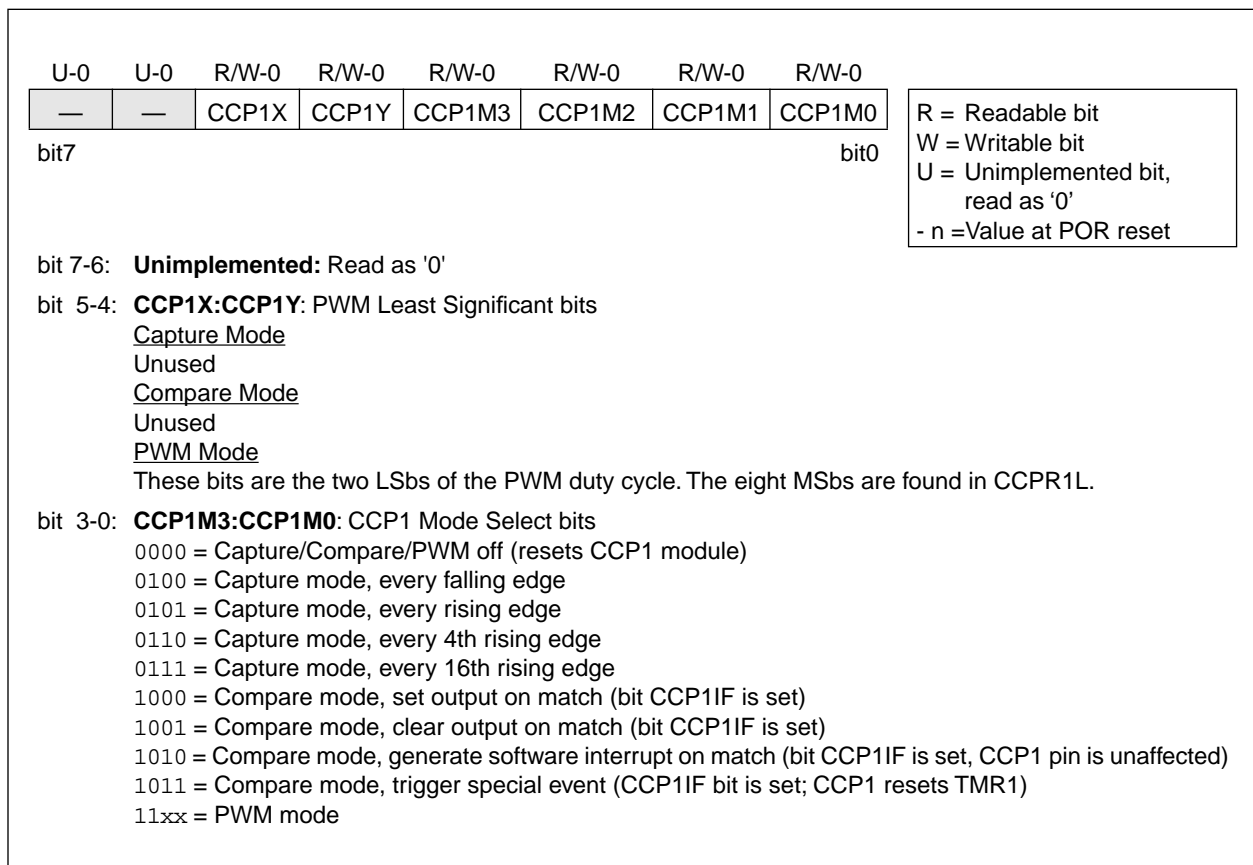 U-0 U-0 R/W-0 R/W-0 R/W-0 R/W-0 R/W-0 R/W-0
— — CCP1X CCP1Y CCP1M3 CCP1M2 CCP1M1 CCP1M0
bit7 bit0
R = Readable bit
W = Writable bit
U = Unimplemented bit,
read as ‘0’
- n =Value at POR reset
bit 7-6: Unimplemented: Read as '0'
bit 5-4: CCP1X:CCP1Y: PWM Least Significant bits
Capture Mode
Unused
Compare Mode
Unused
PWM Mode
These bits are the two LSbs of the PWM duty cycle. The eight MSbs are found in CCPR1L.
bit 3-0: CCP1M3:CCP1M0: CCP1 Mode Select bits
0000 = Capture/Compare/PWM off (resets CCP1 module)
0100 = Capture mode, every falling edge
0101 = Capture mode, every rising edge
0110 = Capture mode, every 4th rising edge
0111 = Capture mode, every 16th rising edge
1000 = Compare mode, set output on match (bit CCP1IF is set)
1001 = Compare mode, clear output on match (bit CCP1IF is set)
1010 = Compare mode, generate software interrupt on match (bit CCP1IF is set, CCP1 pin is unaffected)
1011 = Compare mode, trigger special event (CCP1IF bit is set; CCP1 resets TMR1)
11xx = PWM mode